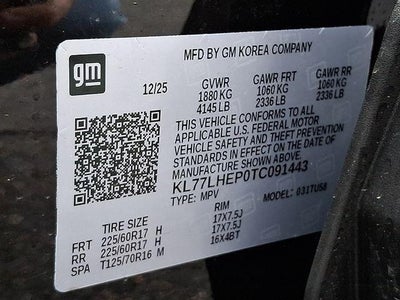 gm
MFD BY GM KOREA COMPANY
12/25 GVWR GAWR FRT GAWR RR
1880 KG 1060 KG 1060 KG
4145 LB 2336 LB 2336 LB
THIS VEHICLE CONFORMS TO ALL
APPLICABLE U.S. FEDERAL MOTOR
VEHICLE SAFETY AND THEFT PREVENTION
STANDARDS IN EFFECT ON THE DATE OF
MANUFACTURE SHOWN ABOVE.
KL77LHEP0TC091443
TYPE: MPV MODEL: 031TUS8
TIRE SIZE RIM
FRT 225/60R17 H 17X7.5J
RR 225/60R17 H 17X7.5J
SPA T125/70R16 M 16X4BT